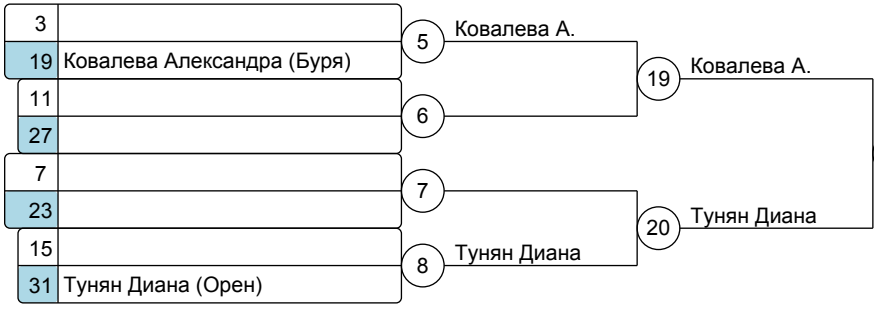 3
19 Ковалева Александра (Буря)
5 Ковалева А.
11
27
6
19 Ковалева А.
7
23
7
15
31 Тунян Диана (Орен)
8 Тунян Диана
20 Тунян Диана